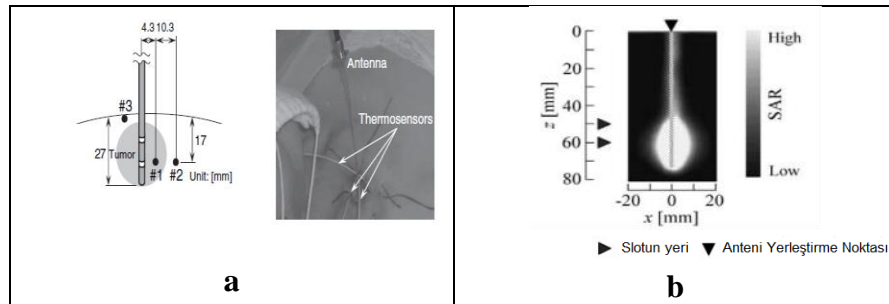 4.3 10.3
#3
27 Tumor
17
#1 #2 Unit: [mm]
Antenna
Thermosensors
a
0
20
40
60
80
z [mm]
-20 0 20
x [mm]
High
SAR
Low
Slotun yeri Anteni Yerleştirme Noktası
b